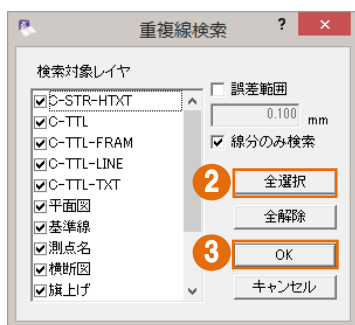 重複線検索
? ×
検索対象レイヤ
C-STR-HTXT
C-TTL
C-TTL-FRAM
C-TTL-LINE
C-TTL-TXT
平面図
基準線
測点名
横断図
旗上げ
誤差範囲
0.100 mm
線分のみ検索
2 全選択
全解除
3 OK
キャンセル